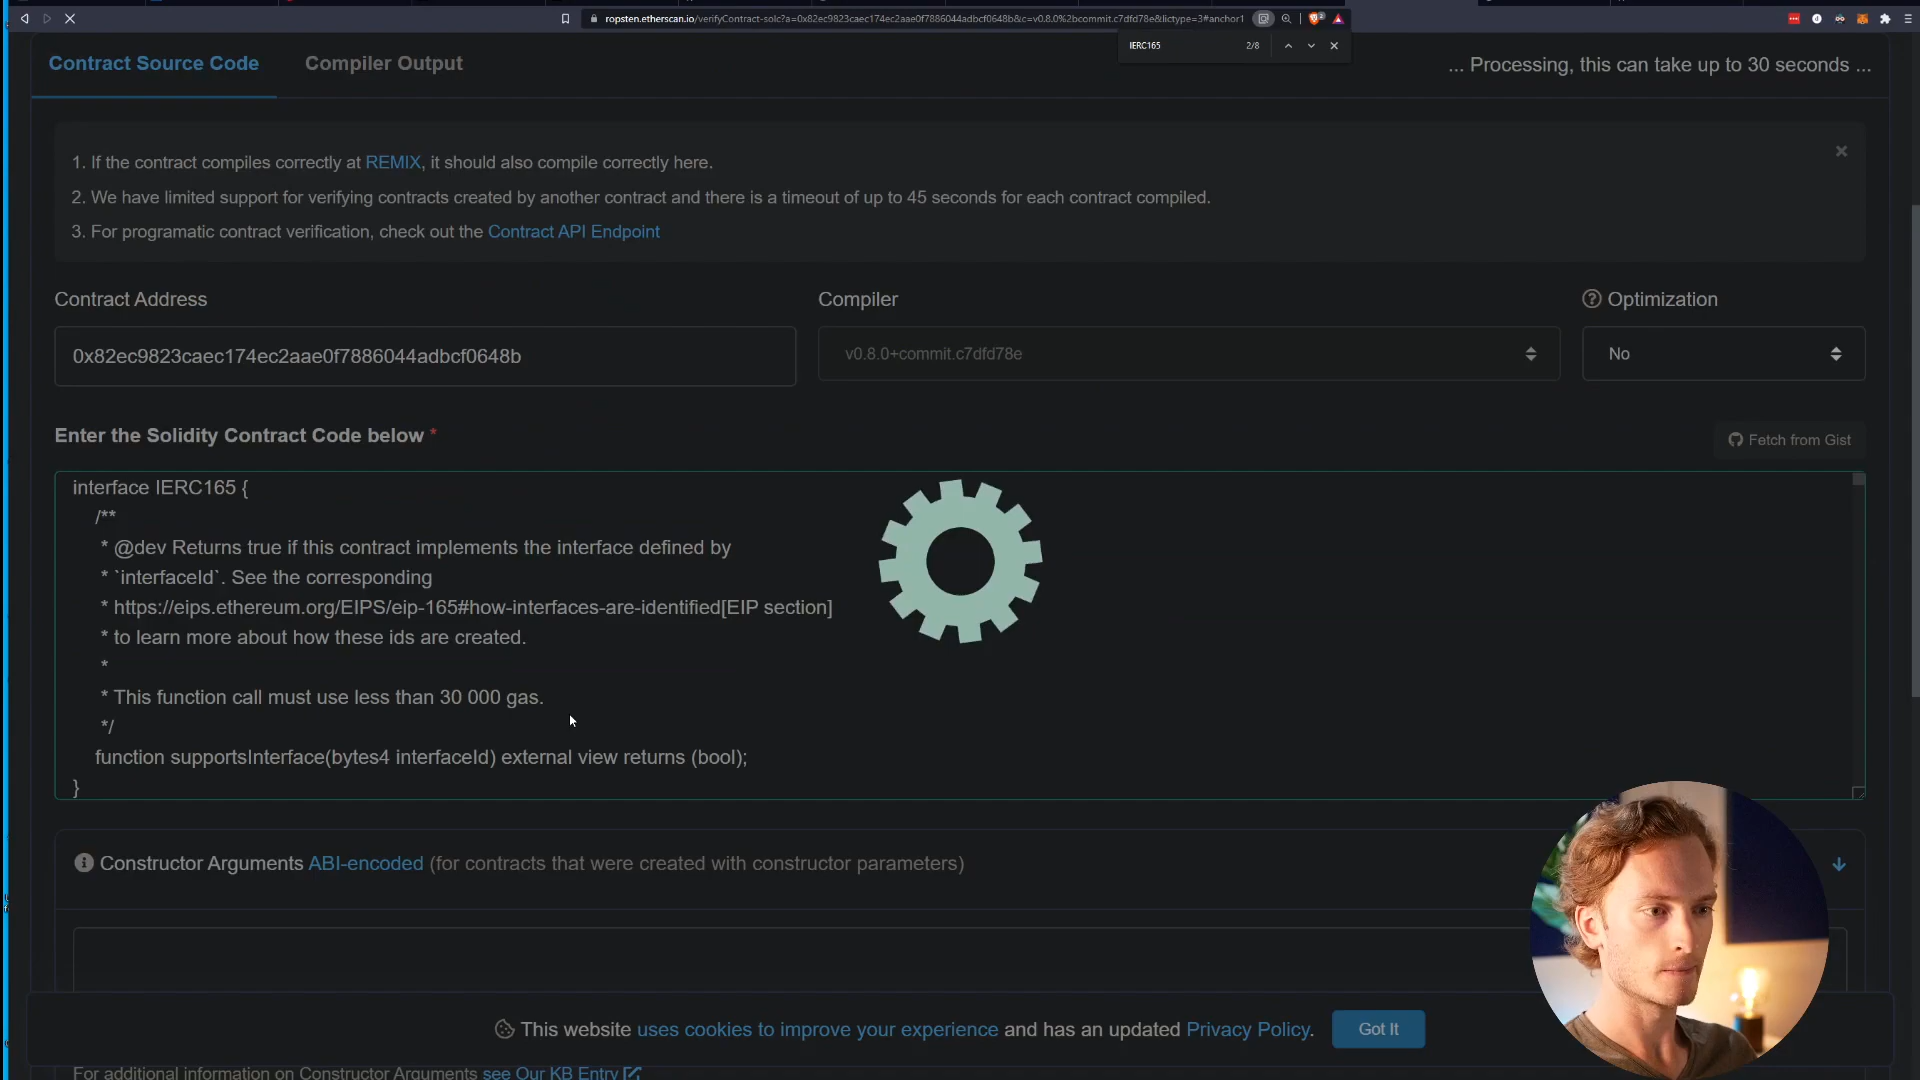 ropsten.etherscan.io/verifyContract-solc?a=0x82ec9823caec174ec2aae0f7886044adbcf0648b&c=v0.8.0%2bcommit.c7dfd78e&lictype=3#anchor1
IERC165 2/8
Contract Source Code Compiler Output ... Processing, this can take up to 30 seconds ...
1. If the contract compiles correctly at REMIX, it should also compile correctly here.
2. We have limited support for verifying contracts created by another contract and there is a timeout of up to 45 seconds for each contract compiled.
3. For programatic contract verification, check out the Contract API Endpoint
Contract Address Compiler Optimization
0x82ec9823caec174ec2aae0f7886044adbcf0648b v0.8.0+commit.c7dfd78e No
Enter the Solidity Contract Code below * Fetch from Gist
interface IERC165 {
/**
* @dev Returns true if this contract implements the interface defined by
* `interfaceId`. See the corresponding
* https://eips.ethereum.org/EIPS/eip-165#how-interfaces-are-identified[EIP section]
* to learn more about how these ids are created.
*
* This function call must use less than 30 000 gas.
*/
function supportsInterface(bytes4 interfaceId) external view returns (bool);
}
Constructor Arguments ABI-encoded (for contracts that were created with constructor parameters)
This website uses cookies to improve your experience and has an updated Privacy Policy. Got It
For additional information on Constructor Arguments see Our KB Entry